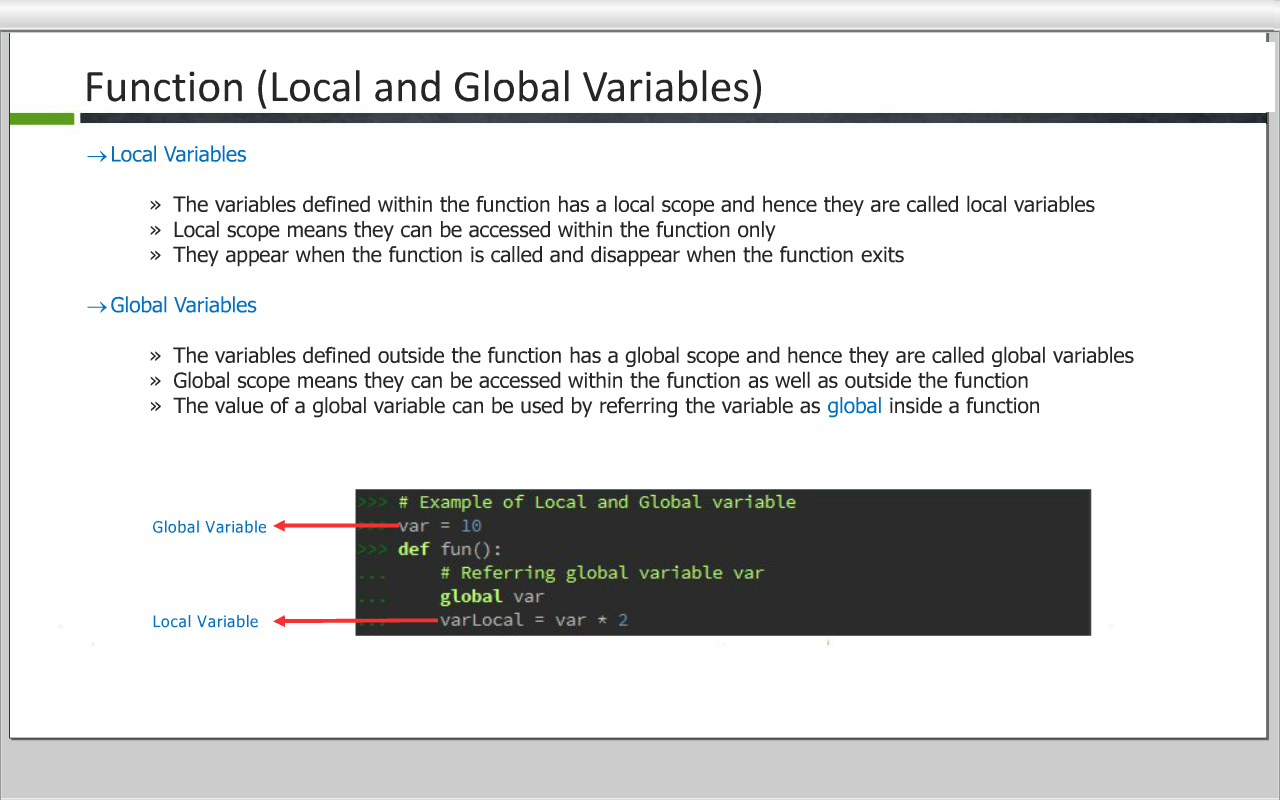 Function (Local and Global Variables)
→Local Variables
» The variables defined within the function has a local scope and hence they are called local variables
» Local scope means they can be accessed within the function only
» They appear when the function is called and disappear when the function exits
→Global Variables
» The variables defined outside the function has a global scope and hence they are called global variables
» Global scope means they can be accessed within the function as well as outside the function
» The value of a global variable can be used by referring the variable as global inside a function
>>> # Example of Local and Global variable
Global Variable >>> var = 10
>>> def fun():
... # Referring global variable var
... global var
Local Variable ... varLocal = var * 2